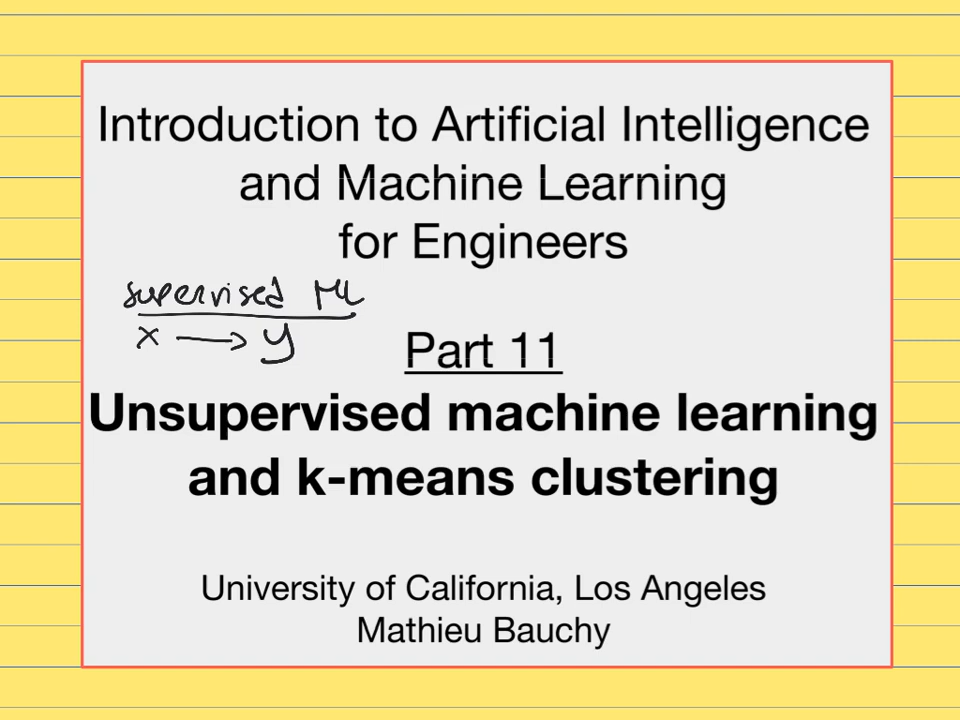 Introduction to Artificial Intelligence
and Machine Learning
for Engineers
supervised ML
x → y
Part 11
Unsupervised machine learning
and k-means clustering
University of California, Los Angeles
Mathieu Bauchy